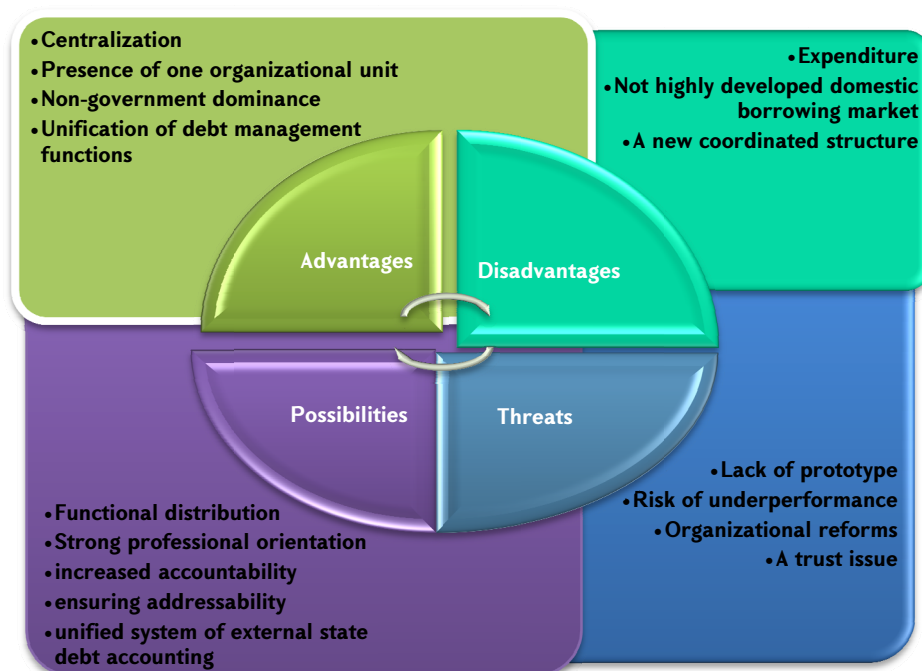 •Centralization
•Presence of one organizational unit
•Non-government dominance
•Unification of debt management
functions
•Expenditure
•Not highly developed domestic
borrowing market
•A new coordinated structure
Advantages
Disadvantages
Possibilities
Threats
•Functional distribution
•Strong professional orientation
•increased accountability
•ensuring addressability
•unified system of external state
debt accounting
•Lack of prototype
•Risk of underperformance
•Organizational reforms
•A trust issue